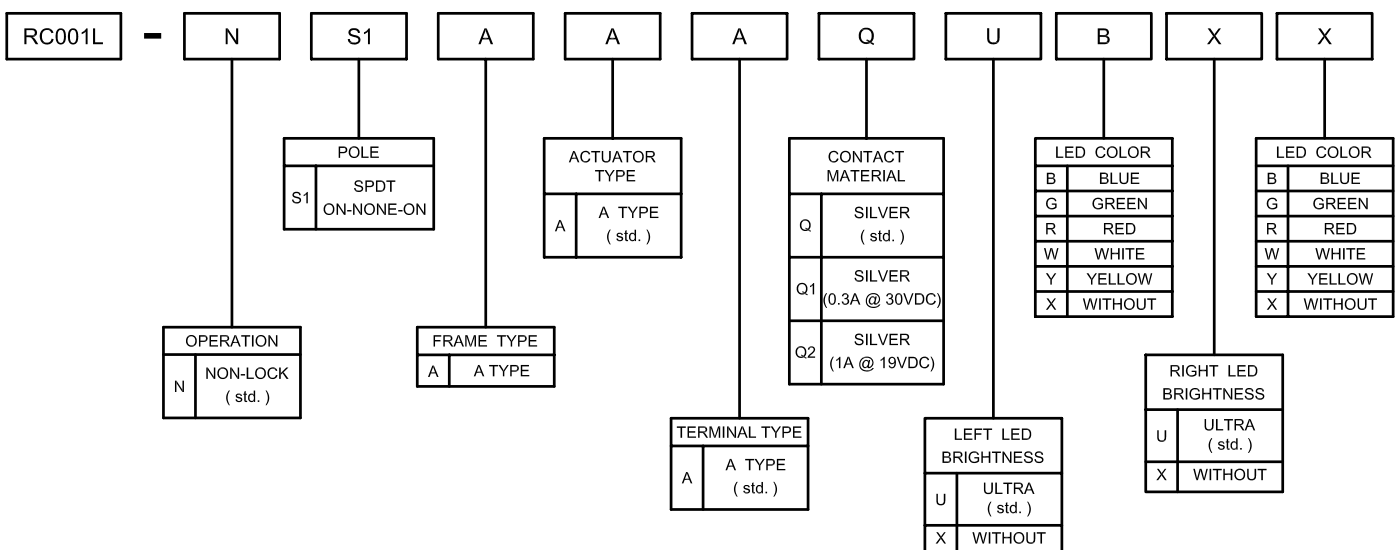 RC001L - N S1 A A A Q U B X X
POLE
S1 SPDT
ON-NONE-ON
ACTUATOR
TYPE
A A TYPE
( std. )
CONTACT
MATERIAL
Q SILVER
( std. )
Q1 SILVER
(0.3A @ 30VDC)
Q2 SILVER
(1A @ 19VDC)
LED COLOR
B BLUE
G GREEN
R RED
W WHITE
Y YELLOW
X WITHOUT
LED COLOR
B BLUE
G GREEN
R RED
W WHITE
Y YELLOW
X WITHOUT
OPERATION
N NON-LOCK
( std. )
FRAME TYPE
A A TYPE
RIGHT LED
BRIGHTNESS
U ULTRA
( std. )
X WITHOUT
TERMINAL TYPE
A A TYPE
( std. )
LEFT LED
BRIGHTNESS
U ULTRA
( std. )
X WITHOUT